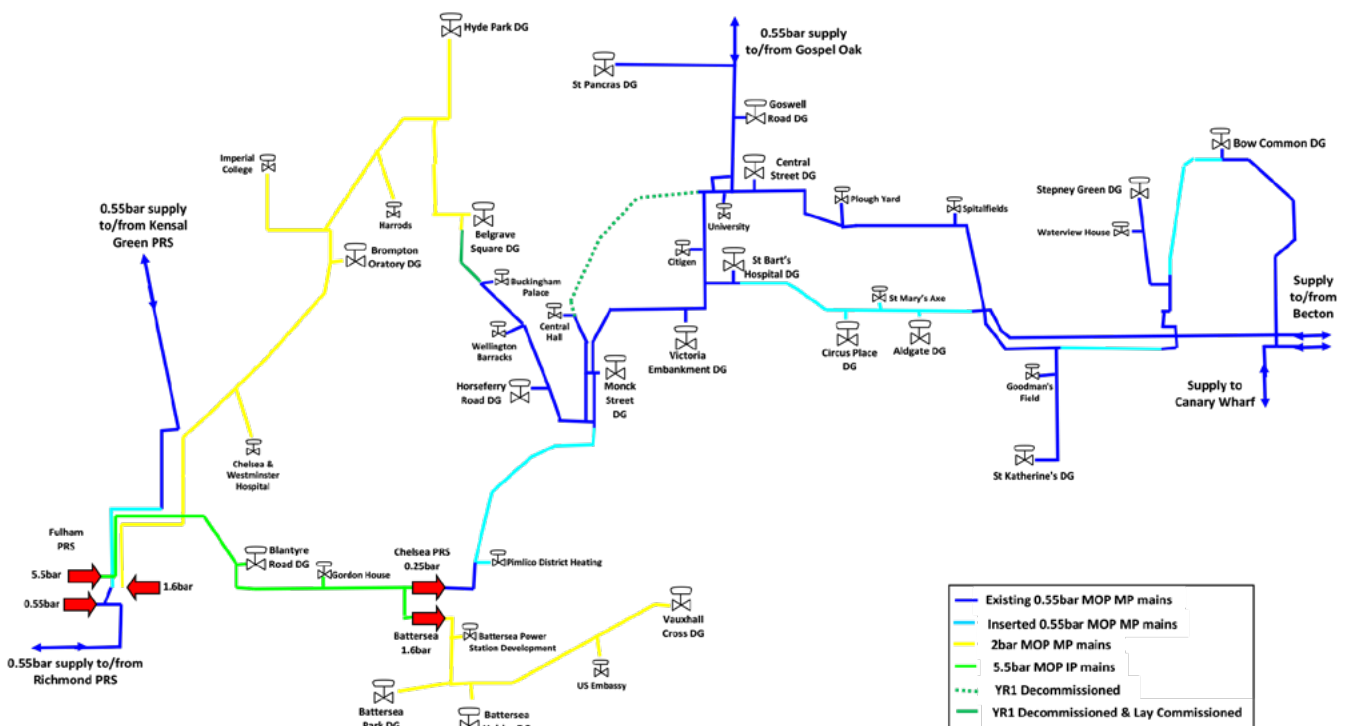 Hyde Park DG
0.55bar supply
to/from Gospel Oak
St Pancras DG
Goswell
Road DG
Central
Street DG
Bow Common DG
Imperial
College
Stepney Green DG
Plough Yard
Spitalfields
Harrods
0.55bar supply
to/from Kensal
Green PRS
University
Waterview House
Belgrave
Square DG
Brompton
Oratory DG
Citigen
St Bart's
Hospital DG
Buckingham
Palace
Supply
to/from
Becton
St Mary's Axe
Central
Hall
Wellington
Barracks
Victoria
Embankment DG
Circus Place
DG
Aldgate DG
Horseferry
Road DG
Monck
Street
DG
Goodman's
Field
Supply to
Canary Wharf
Chelsea &
Westminster
Hospital
St Katherine's DG
Fulham
PRS
5.5bar
1.6bar
0.55bar
Blantyre
Road DG
Gordon House
Chelsea PRS
0.25bar
Pimlico District Heating
Battersea
1.6bar
Battersea Power
Station Development
Vauxhall
Cross DG
0.55bar supply to/from
Richmond PRS
US Embassy
Battersea
Park DG
Battersea
Existing 0.55bar MOP MP mains
Inserted 0.55bar MOP MP mains
2bar MOP MP mains
5.5bar MOP IP mains
YR1 Decommissioned
YR1 Decommissioned & Lay Commissioned